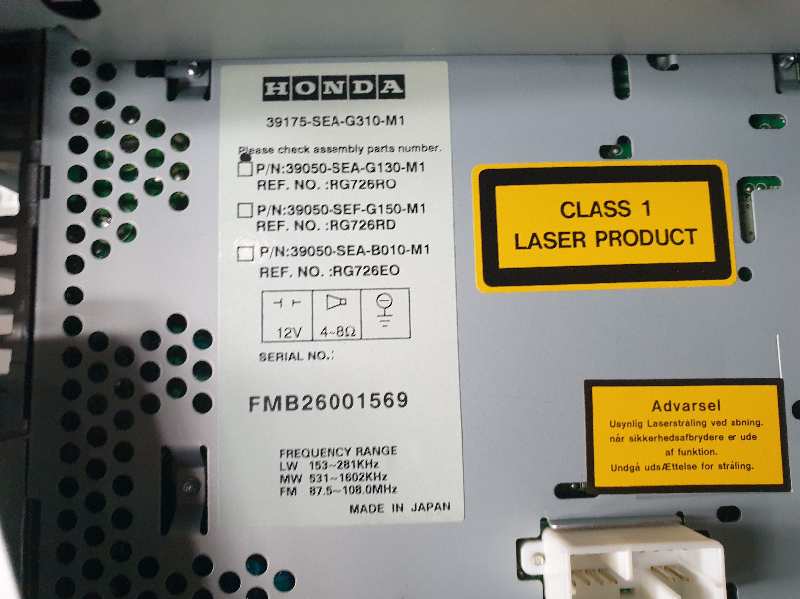 HONDA
39175-SEA-G310-M1
Please check assembly parts number.
P/N:39050-SEA-G130-M1
REF. NO. :RG726RO
P/N:39050-SEF-G150-M1
REF. NO. :RG726RD
P/N:39050-SEA-B010-M1
REF. NO. :RG726EO
12V 4~8Ω
SERIAL NO.:
FMB26001569
FREQUENCY RANGE
LW 153~281KHz
MW 531~1602KHz
FM 87.5~108.0MHz
MADE IN JAPAN
CLASS 1
LASER PRODUCT
Advarsel
Usynlig Laserstråling ved åbning.
når sikkerhedsafbrydere er ude
af funktion.
Undgå udsÆttelse for stråling.